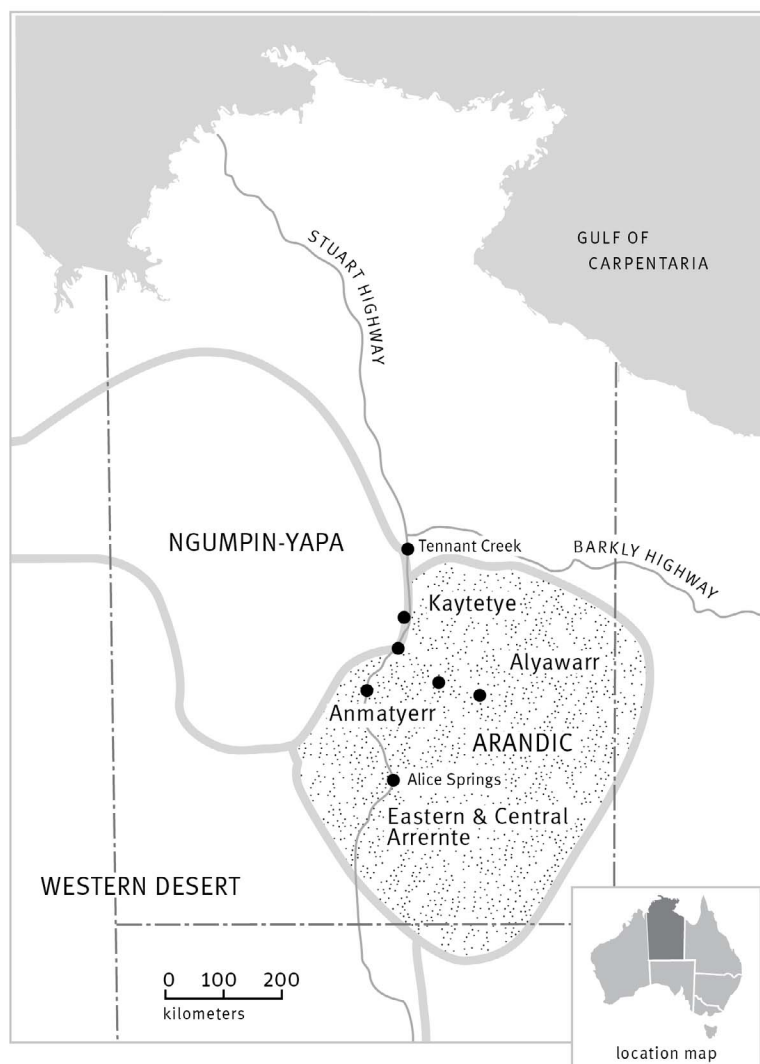 GULF OF
CARPENTARIA
STUART HIGHWAY
NGUMPIN-YAPA
Tennant Creek
BARKLY HIGHWAY
Kaytetye
Alyawarr
Anmatyerr
ARANDIC
Alice Springs
Eastern & Central
Arrernte
WESTERN DESERT
0 100 200
kilometers
location map